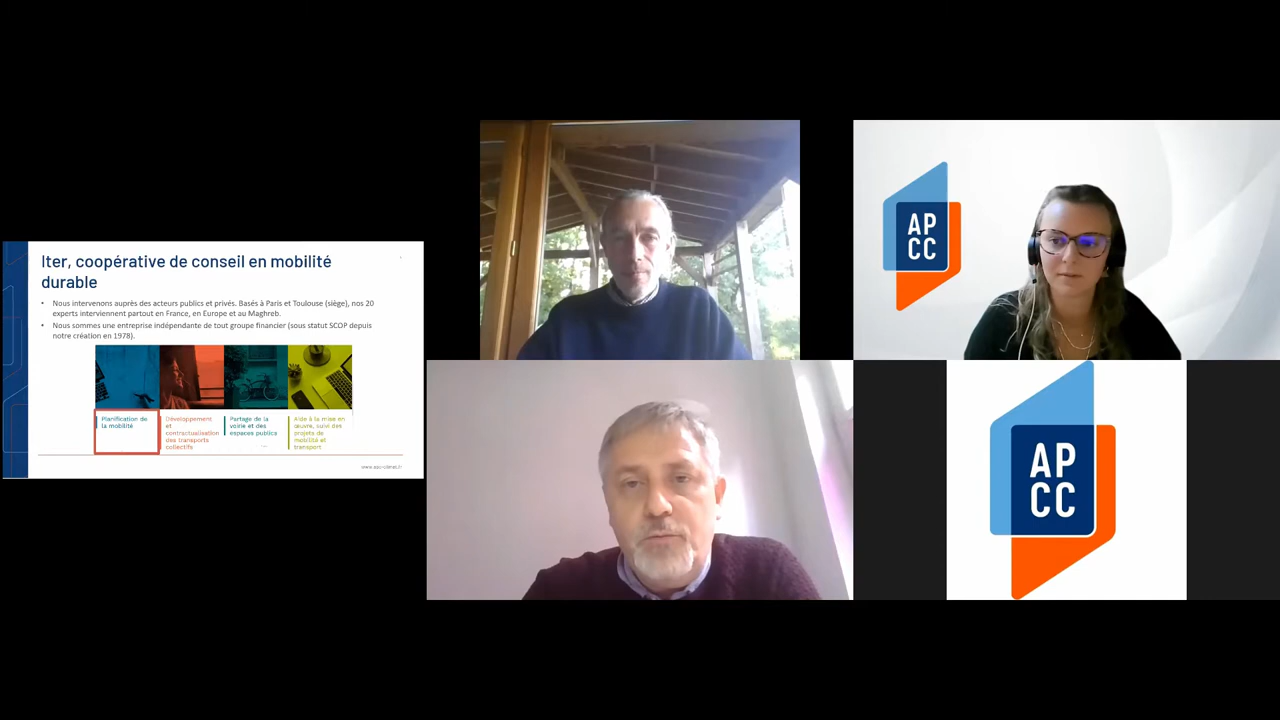 Iter, coopérative de conseil en mobilité
durable
• Nous intervenons auprès des acteurs publics et privés. Basés à Paris et Toulouse (siège), nos 20
experts interviennent partout en France, en Europe et au Maghreb.
• Nous sommes une entreprise indépendante de tout groupe financier (sous statut SCOP depuis
notre création en 1978).
Planification de
la mobilité
Développement
et
contractualisation
des transports
collectifs
Partage de la
voirie et des
espaces publics
Aide à la mise en
œuvre, suivi des
projets de
mobilité et
transport
AP
CC
AP
CC